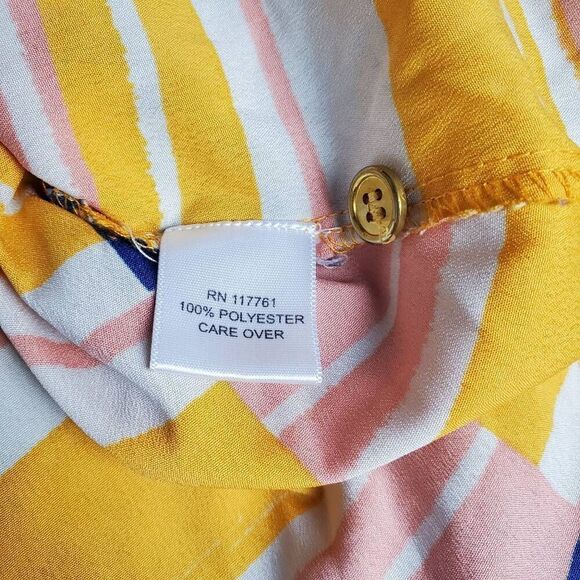 RN 117761
100% POLYESTER
CARE OVER